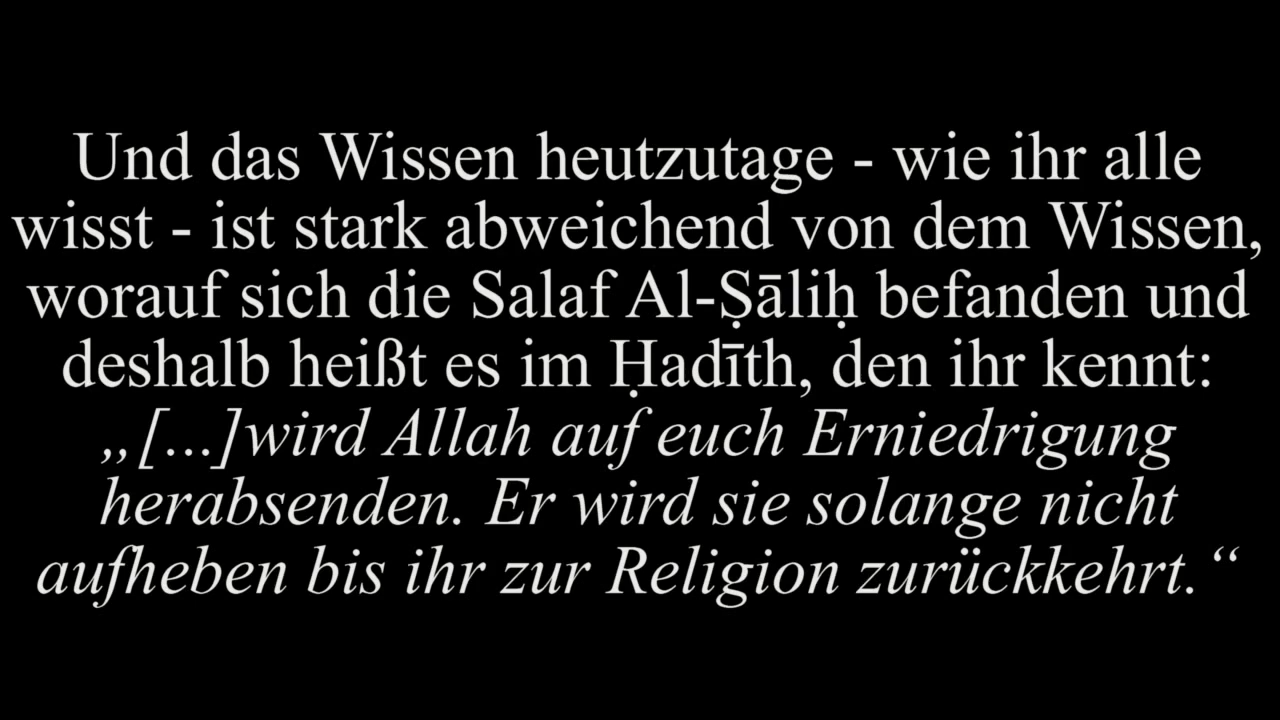 Und das Wissen heutzutage - wie ihr alle
wisst - ist stark abweichend von dem Wissen,
worauf sich die Salaf Al-Ṣāliḥ befanden und
deshalb heißt es im Ḥadīth, den ihr kennt:
„[...]wird Allah auf euch Erniedrigung
herabsenden. Er wird sie solange nicht
aufheben bis ihr zur Religion zurückkehrt.“